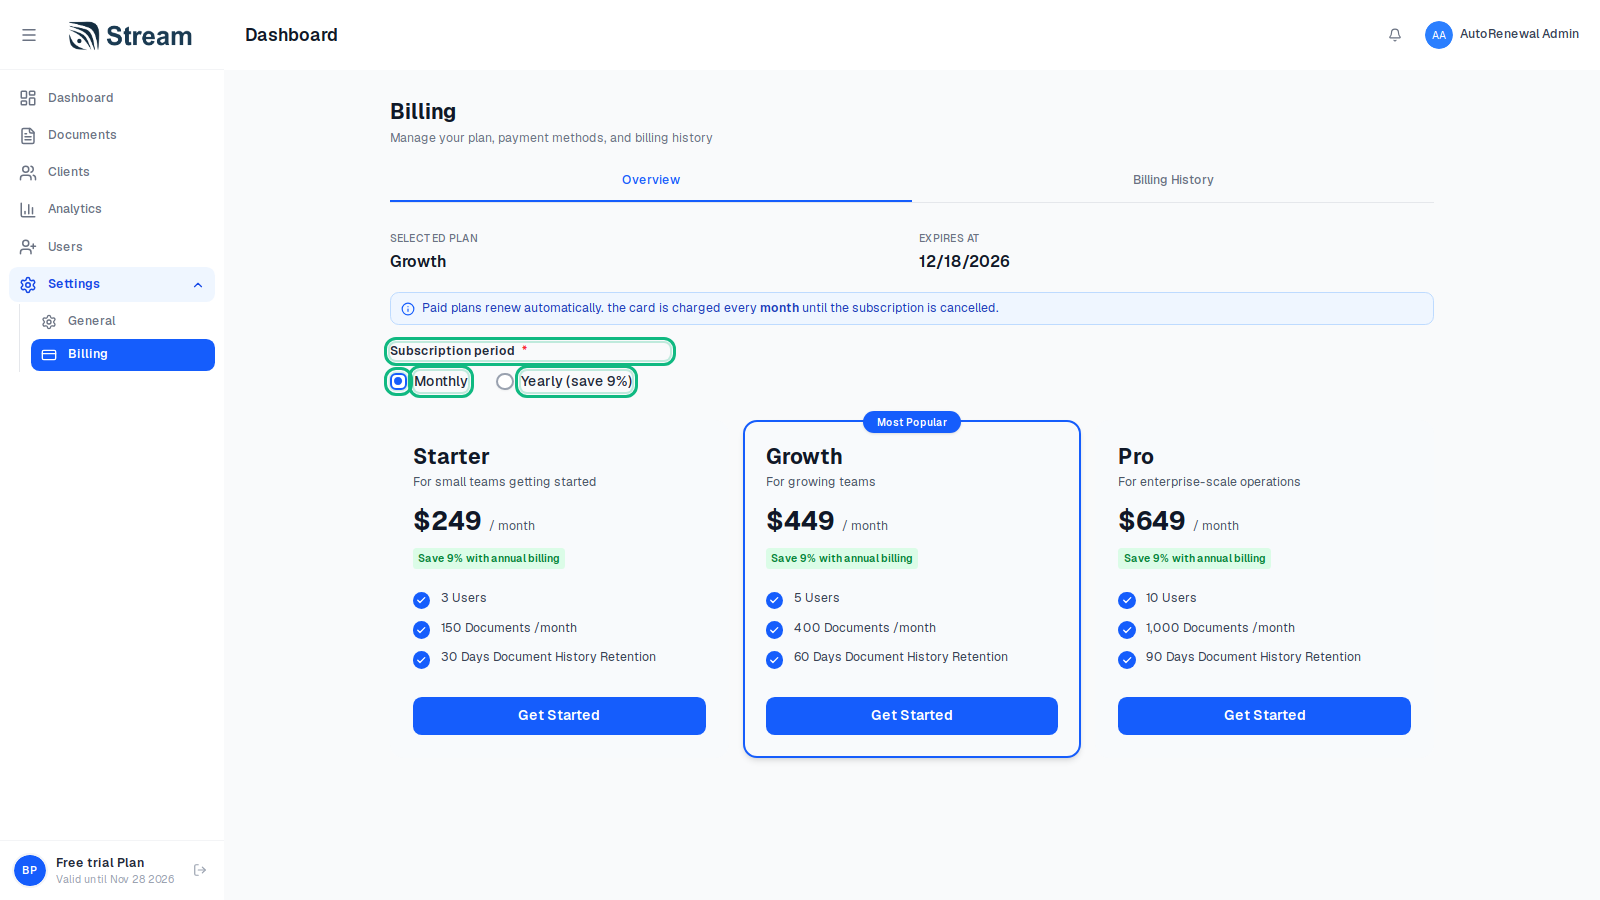 Stream
Dashboard
AA
AutoRenewal Admin
Dashboard
Documents
Clients
Analytics
Users
Settings
General
Billing
Billing
Manage your plan, payment methods, and billing history
Overview
Billing History
SELECTED PLAN
Growth
EXPIRES AT
12/18/2026
Paid plans renew automatically. the card is charged every month until the subscription is cancelled.
Subscription period *
Monthly
Yearly (save 9%)
Starter
For small teams getting started
$249 / month
Save 9% with annual billing
3 Users
150 Documents /month
30 Days Document History Retention
Get Started
Most Popular
Growth
For growing teams
$449 / month
Save 9% with annual billing
5 Users
400 Documents /month
60 Days Document History Retention
Get Started
Pro
For enterprise-scale operations
$649 / month
Save 9% with annual billing
10 Users
1,000 Documents /month
90 Days Document History Retention
Get Started
BP
Free trial Plan
Valid until Nov 28 2026